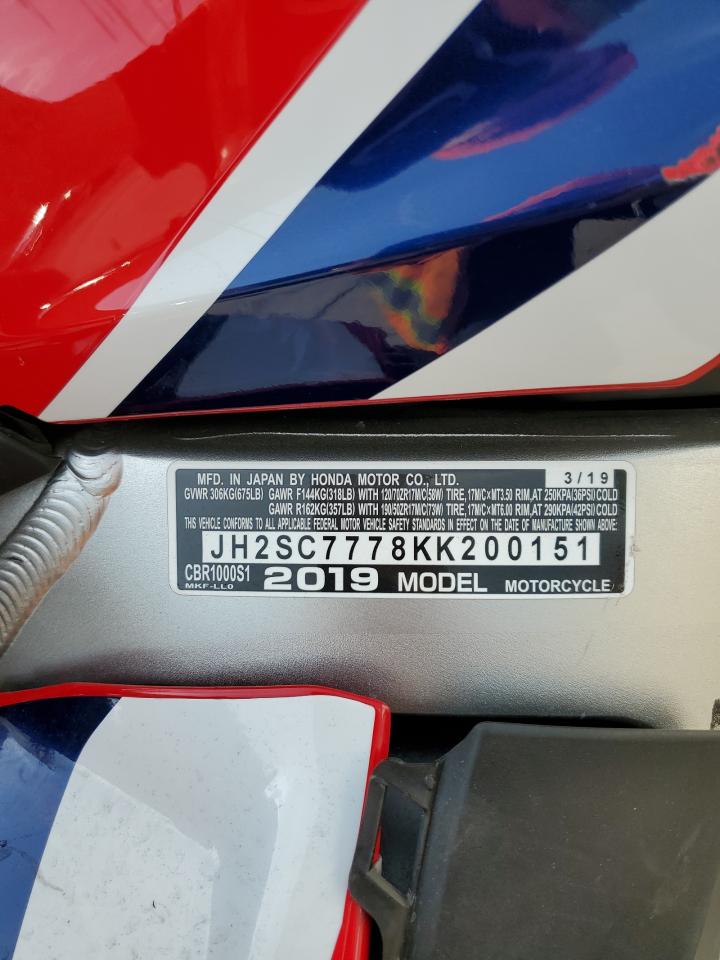 MFD. IN JAPAN BY HONDA MOTOR CO., LTD. 3/19
GVWR 306KG(675LB) GAWR F144KG(318LB) WITH 120/70ZR17M/C(58W) TIRE,17M/C×MT3.50 RIM,AT 250KPA(36PSI)COLD
GAWR R162KG(357LB) WITH 190/50ZR17M/C(73W) TIRE,17M/C×MT6.00 RIM,AT 290KPA(42PSI)COLD
THIS VEHICLE CONFORMS TO ALL APPLICABLE FEDERAL MOTOR VEHICLE SAFETY STANDARDS IN EFFECT ON THE DATE OF MANUFACTURE SHOWN ABOVE.
JH2SC7778KK200151
CBR1000S1 2019 MODEL MOTORCYCLE
MKF-LL0